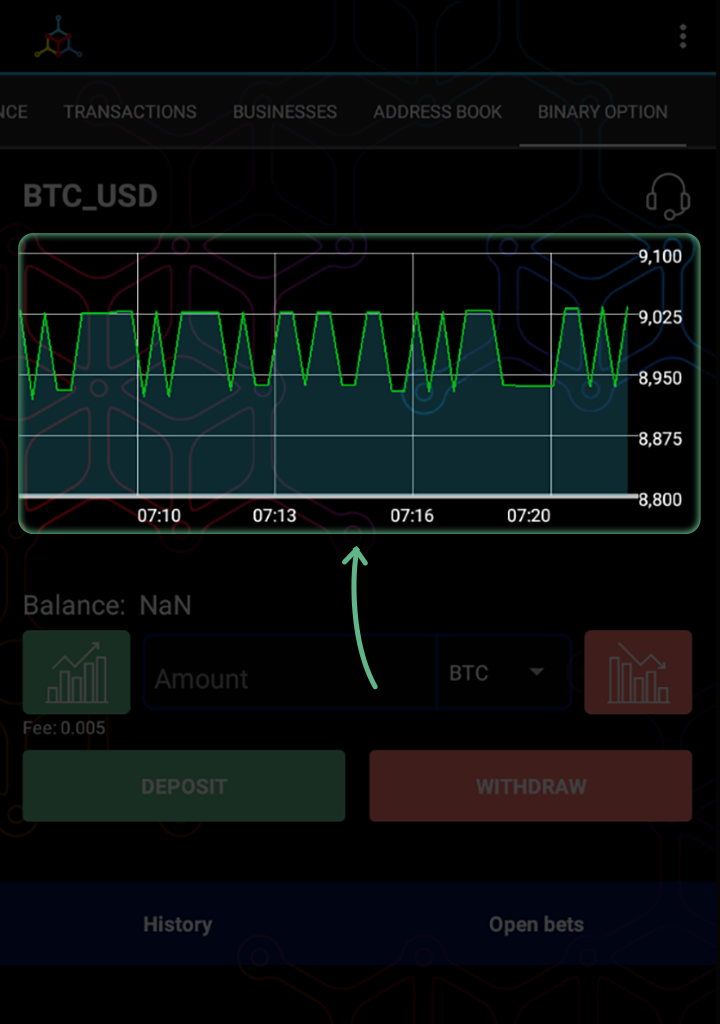 NCE TRANSACTIONS BUSINESSES ADDRESS BOOK BINARY OPTION
BTC_USD
9,100
9,025
8,950
8,875
8,800
07:10 07:13 07:16 07:20
Balance: NaN
Amount BTC
Fee: 0.005
DEPOSIT WITHDRAW
History Open bets